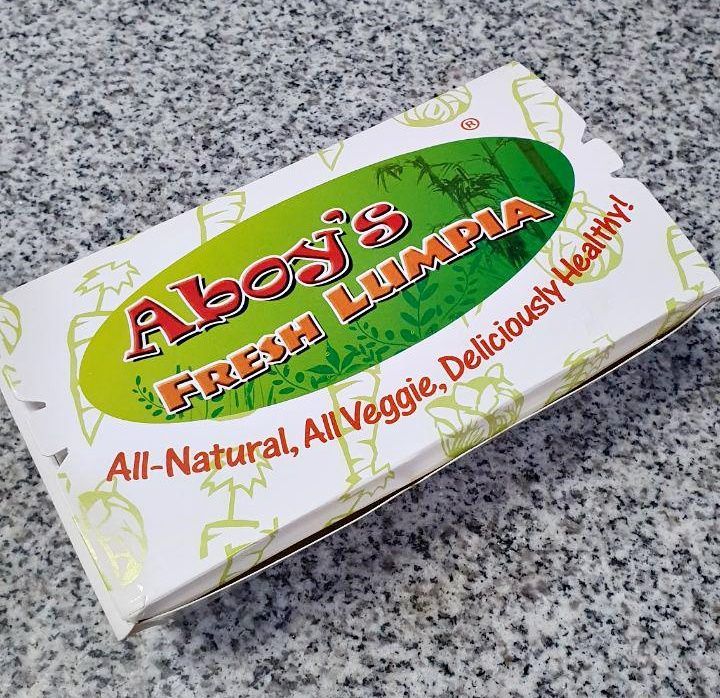 ®
Aboy's
FRESH LUMPIA
All-Natural, All Veggie, Deliciously Healthy!